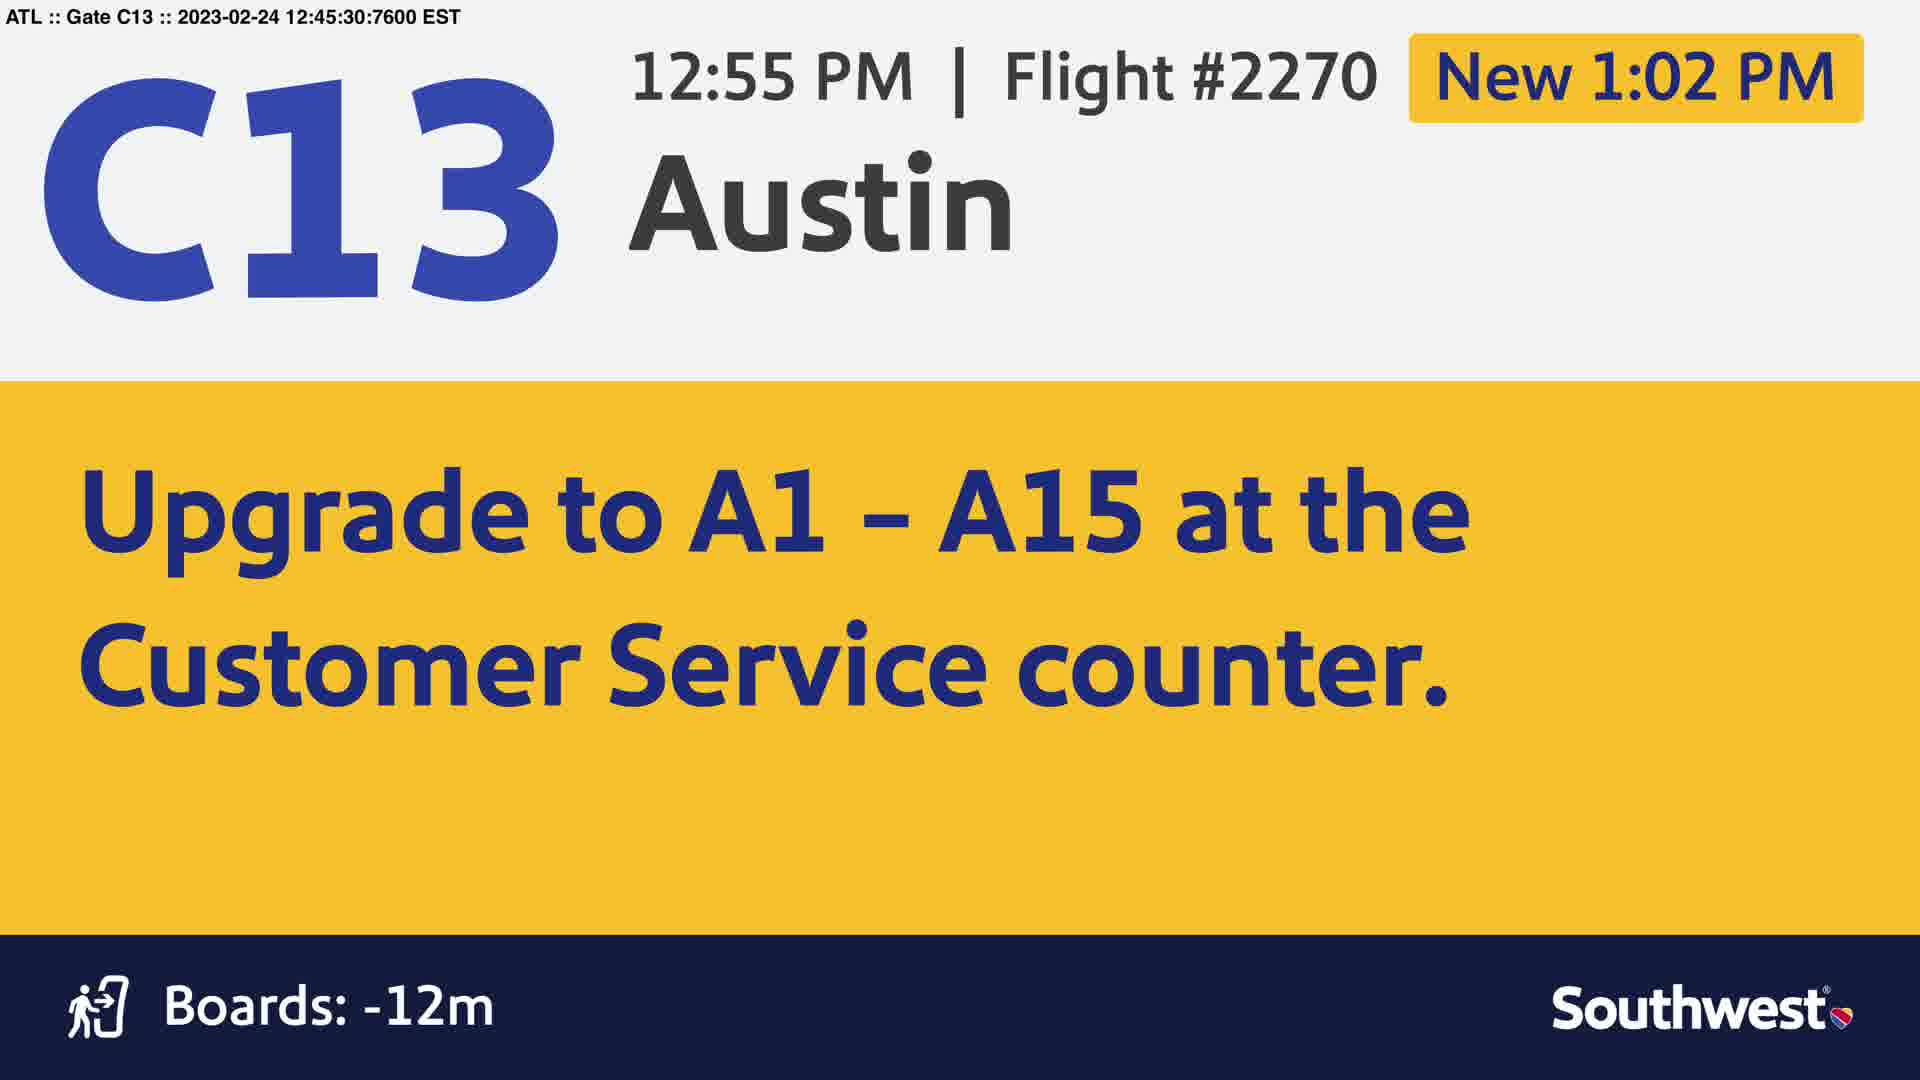 ATL :: Gate C13 :: 2023-02-24 12:45:30:7600 EST
C13
12:55 PM | Flight #2270 New 1:02 PM
Austin
Upgrade to A1 – A15 at the
Customer Service counter.
Boards: -12m
Southwest®